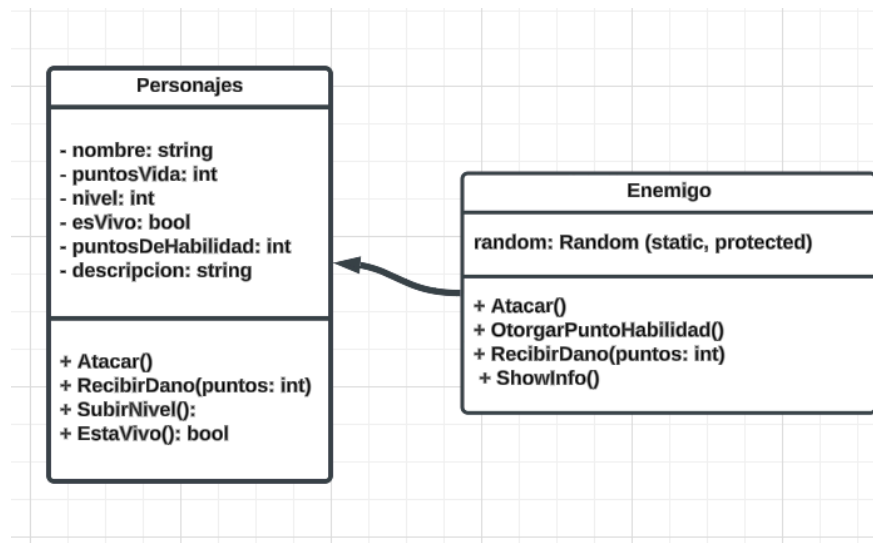 Personajes
- nombre: string
- puntosVida: int
- nivel: int
- esVivo: bool
- puntosDeHabilidad: int
- descripcion: string
+ Atacar()
+ RecibirDano(puntos: int)
+ SubirNivel():
+ EstaVivo(): bool
Enemigo
random: Random (static, protected)
+ Atacar()
+ OtorgarPuntoHabilidad()
+ RecibirDano(puntos: int)
+ ShowInfo()